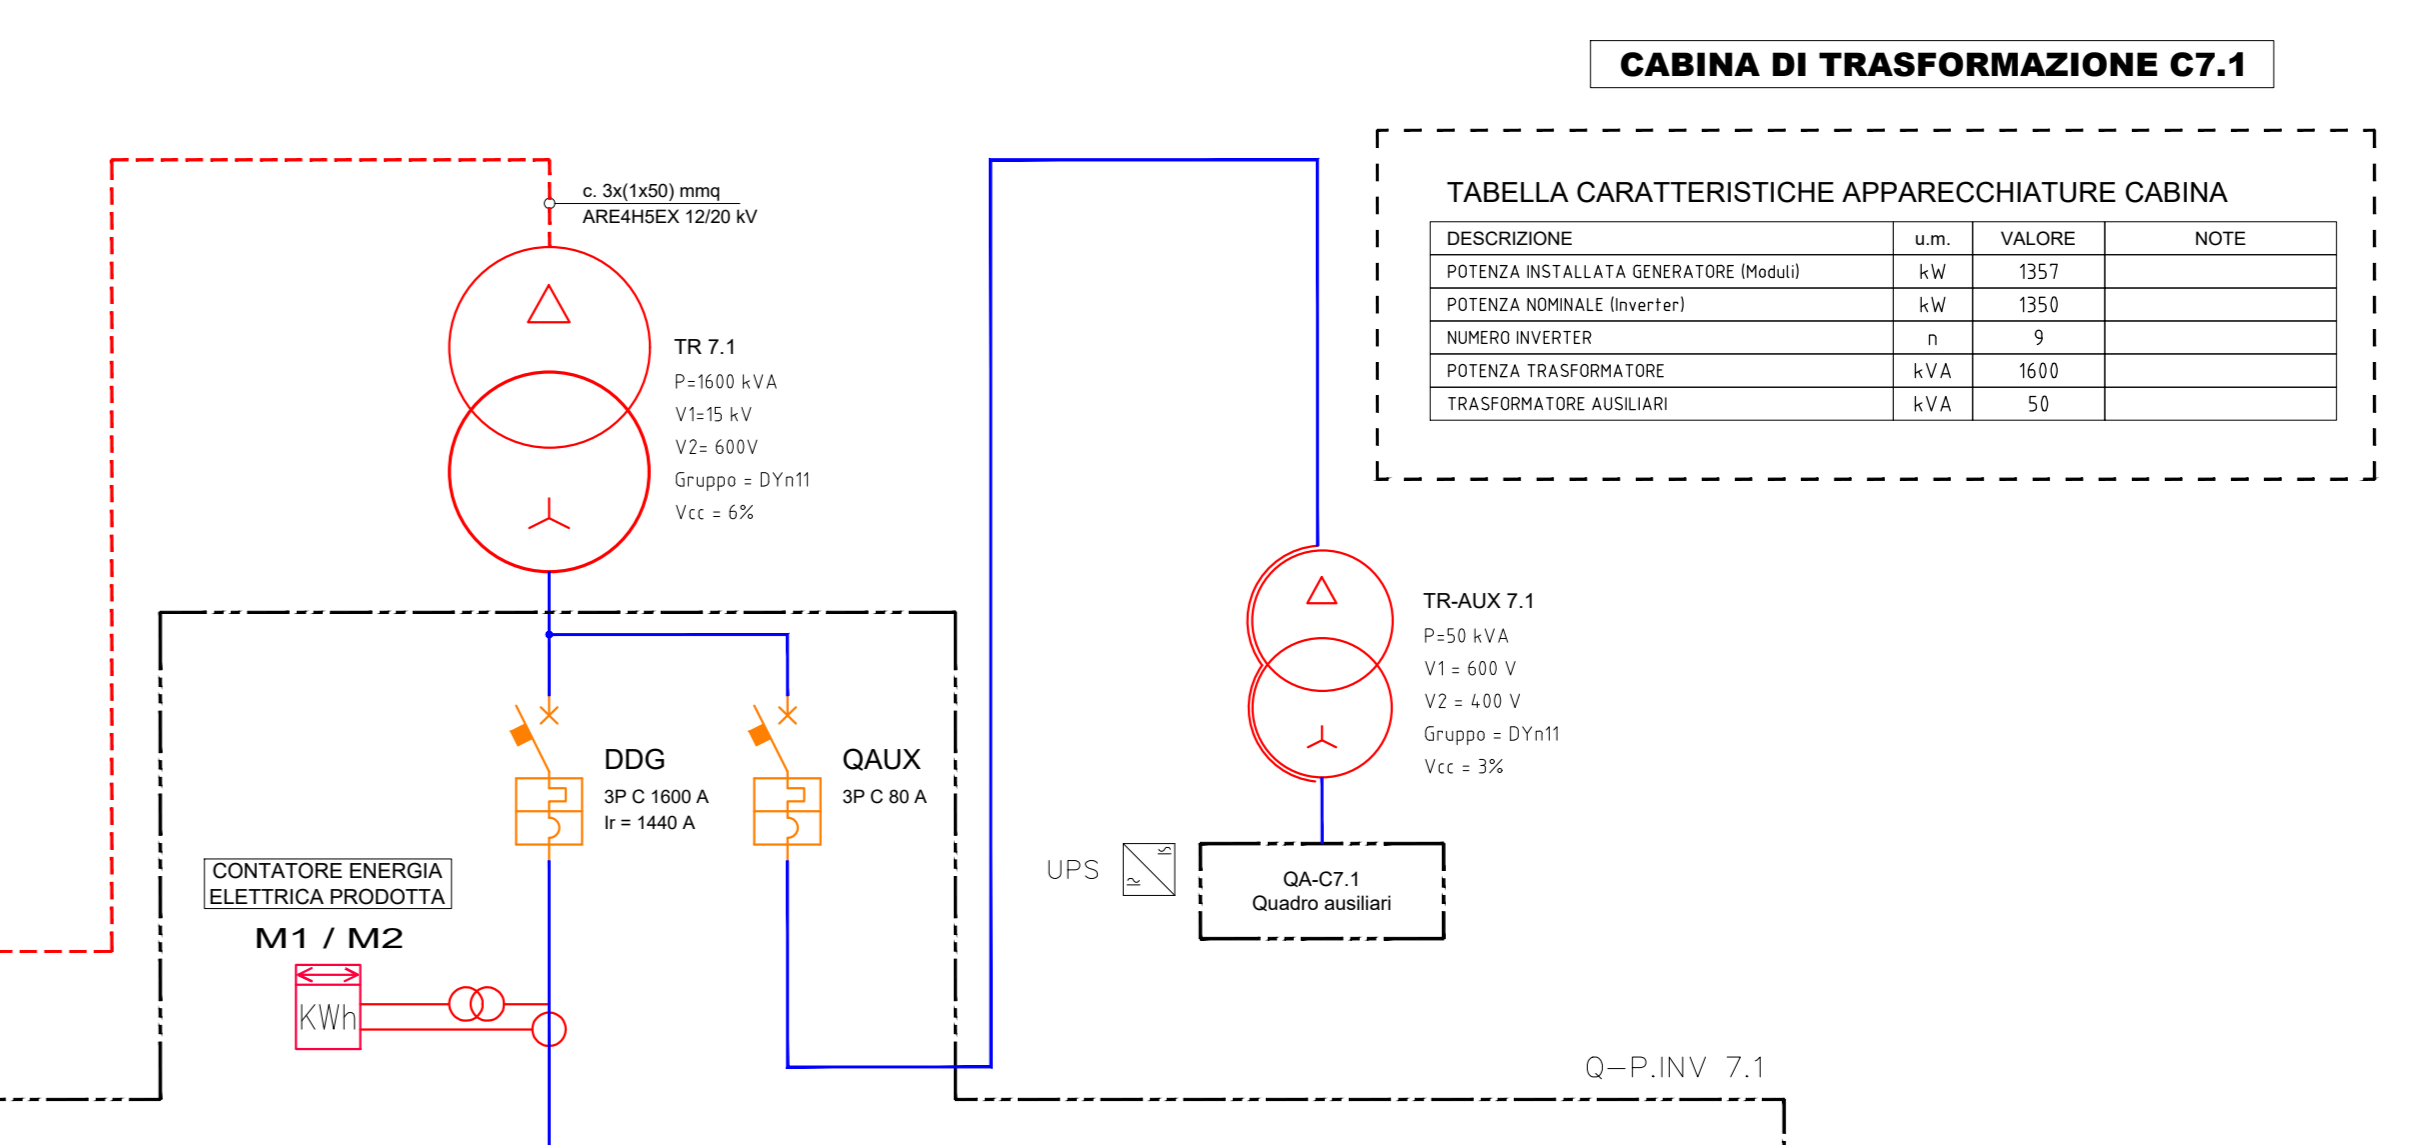 CABINA DI TRASFORMAZIONE C7.1
TABELLA CARATTERISTICHE APPARECCHIATURE CABINA
DESCRIZIONE u.m. VALORE NOTE
POTENZA INSTALLATA GENERATORE (Moduli) kW 1357
POTENZA NOMINALE (Inverter) kW 1350
NUMERO INVERTER n 9
POTENZA TRASFORMATORE kVA 1600
TRASFORMATORE AUSILIARI kVA 50
c. 3x(1x50) mmq
ARE4H5EX 12/20 kV
TR 7.1
P=1600 kVA
V1=15 kV
V2= 600V
Gruppo = DYn11
Vcc = 6%
TR-AUX 7.1
P=50 kVA
V1 = 600 V
V2 = 400 V
Gruppo = DYn11
Vcc = 3%
DDG
3P C 1600 A
Ir = 1440 A
QAUX
3P C 80 A
CONTATORE ENERGIA
ELETTRICA PRODOTTA
M1 / M2
KWh
UPS
QA-C7.1
Quadro ausiliari
Q-P.INV 7.1